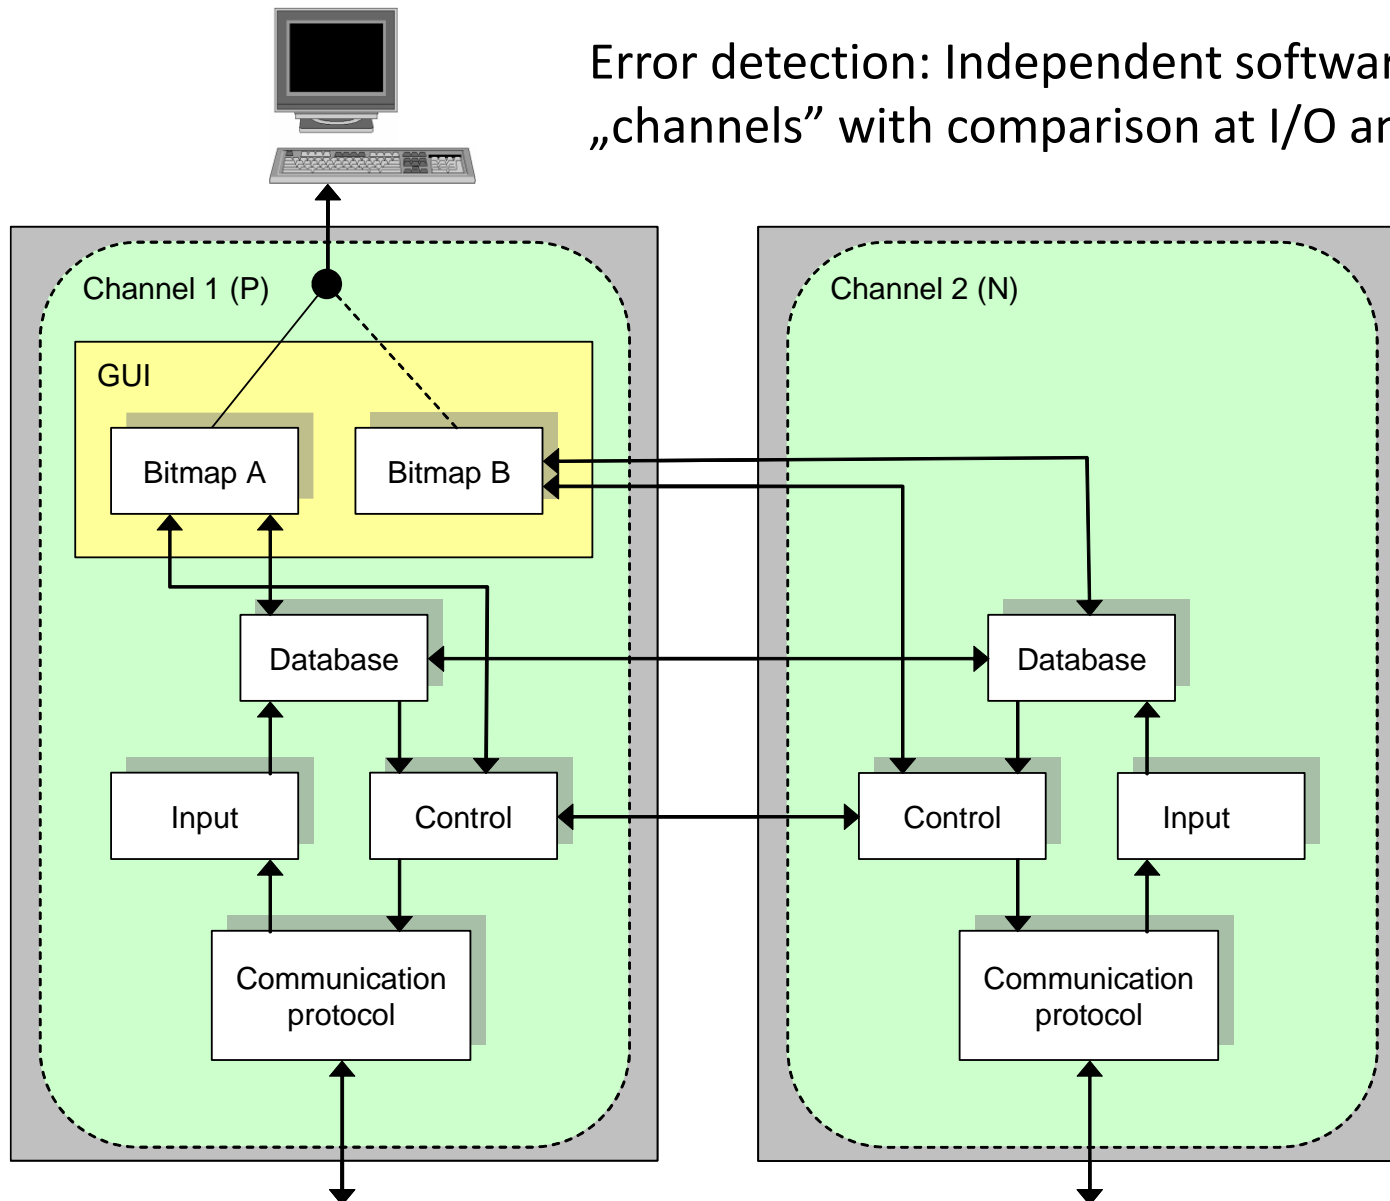 Error detection: Independent softwar
„channels” with comparison at I/O ar
Channel 1 (P)
GUI
Bitmap A
Bitmap B
Database
Input
Control
Communication
protocol
Channel 2 (N)
Database
Control
Input
Communication
protocol